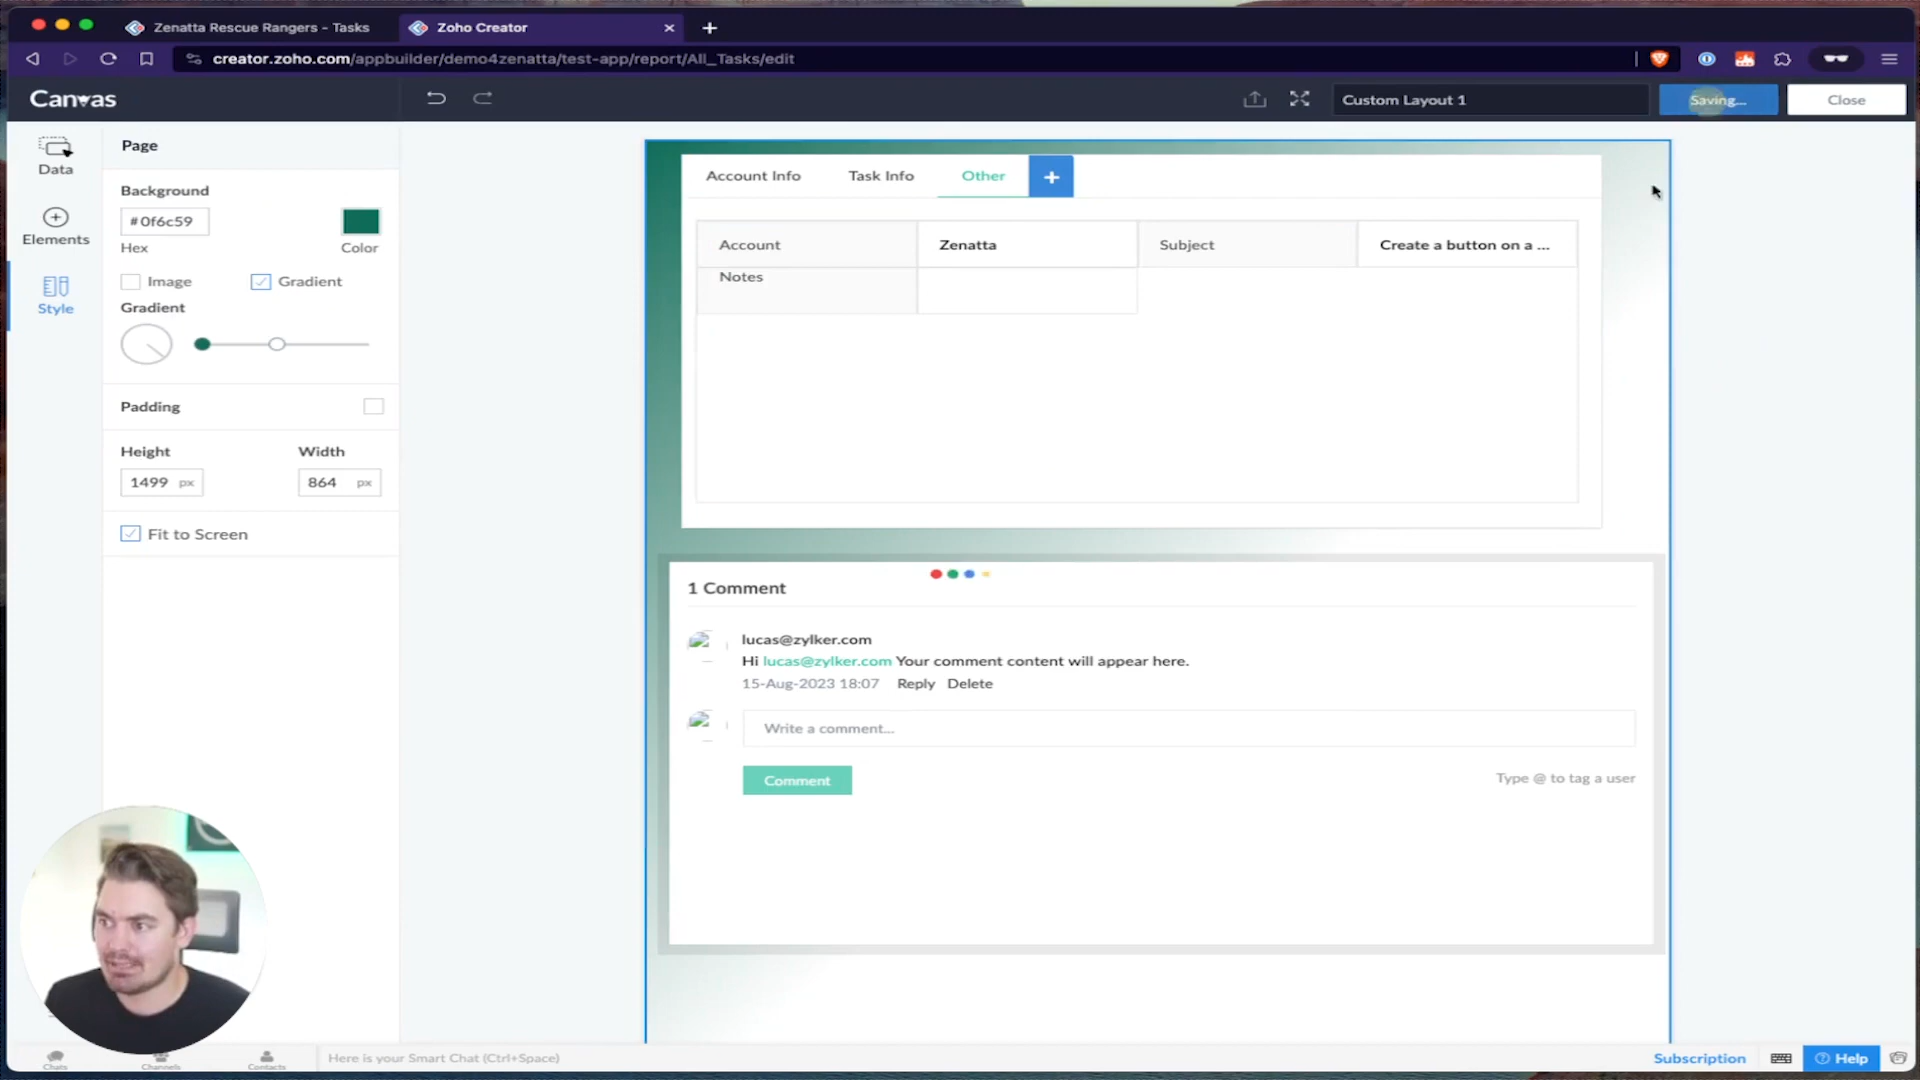 Zenatta Rescue Rangers - Tasks
Zoho Creator
creator.zoho.com/appbuilder/demo4zenatta/test-app/report/All_Tasks/edit
Canvas
Custom Layout 1
Saving...
Close
Data
Elements
Style
Page
Background
#0f6c59
Hex
Color
Image
Gradient
Gradient
Padding
Height
Width
1499 px
864 px
Fit to Screen
Account Info
Task Info
Other
Account
Zenatta
Subject
Create a button on a ...
Notes
1 Comment
lucas@zylker.com
Hi lucas@zylker.com Your comment content will appear here.
15-Aug-2023 18:07
Reply
Delete
Write a comment...
Comment
Type @ to tag a user
Chats
Channels
Contacts
Here is your Smart Chat (Ctrl+Space)
Subscription
Help